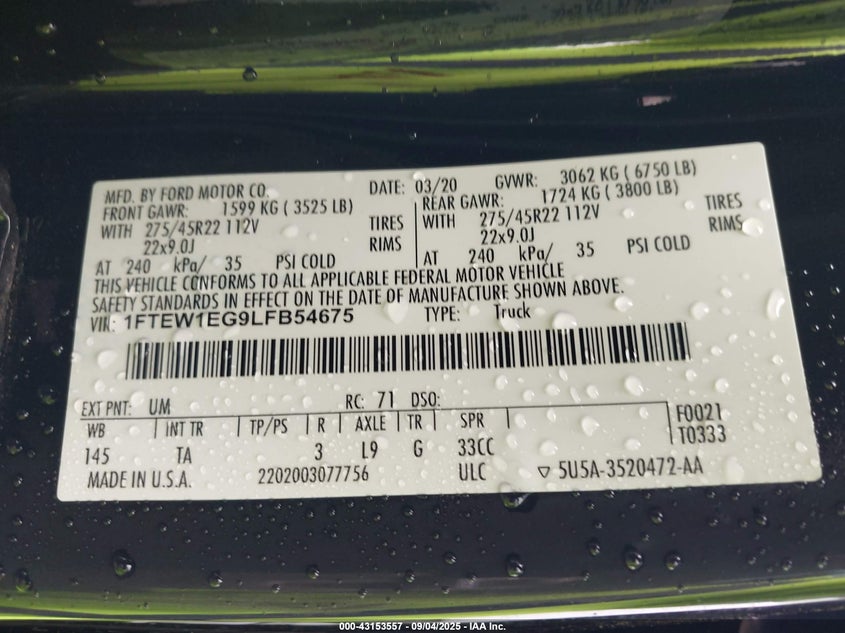 MFD. BY FORD MOTOR CO. DATE: 03/20 GVWR: 3062 KG ( 6750 LB)
FRONT GAWR: 1599 KG ( 3525 LB) REAR GAWR: 1724 KG ( 3800 LB)
WITH 275/45R22 112V TIRES WITH 275/45R22 112V TIRES
22x9.0J RIMS 22x9.0J RIMS
AT 240 kPa/ 35 PSI COLD AT 240 kPa/ 35 PSI COLD
THIS VEHICLE CONFORMS TO ALL APPLICABLE FEDERAL MOTOR VEHICLE
SAFETY STANDARDS IN EFFECT ON THE DATE OF MANUFACTURE SHOWN ABOVE.
VIN: 1FTEW1EG9LFB54675 TYPE: Truck
EXT PNT: UM RC: 71 DSO:
WB INT TR TP/PS R AXLE TR SPR F0021
145 TA 3 L9 G 33CC T0333
MADE IN U.S.A. 2202003077756 ULC 5U5A-3520472-AA
000-43153557 - 09/04/2025 - IAA Inc.